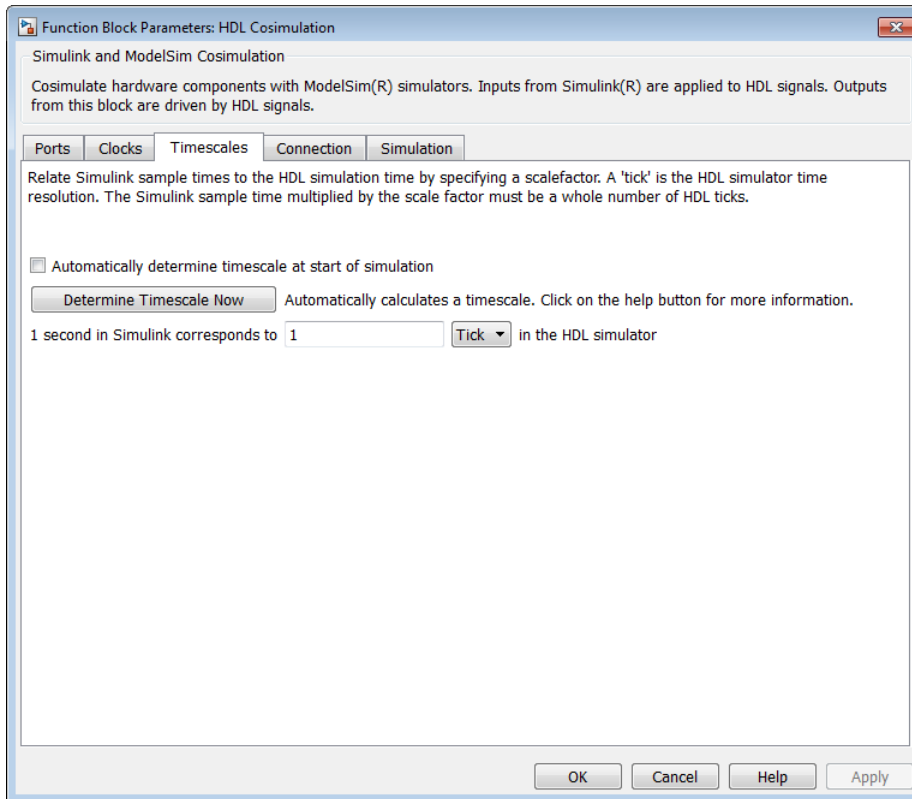 Function Block Parameters: HDL Cosimulation
Simulink and ModelSim Cosimulation
Cosimulate hardware components with ModelSim(R) simulators. Inputs from Simulink(R) are applied to HDL signals. Outputs
from this block are driven by HDL signals.
Ports Clocks Timescales Connection Simulation
Relate Simulink sample times to the HDL simulation time by specifying a scalefactor. A 'tick' is the HDL simulator time
resolution. The Simulink sample time multiplied by the scale factor must be a whole number of HDL ticks.
Automatically determine timescale at start of simulation
Determine Timescale Now Automatically calculates a timescale. Click on the help button for more information.
1 second in Simulink corresponds to 1 Tick in the HDL simulator
OK Cancel Help Apply